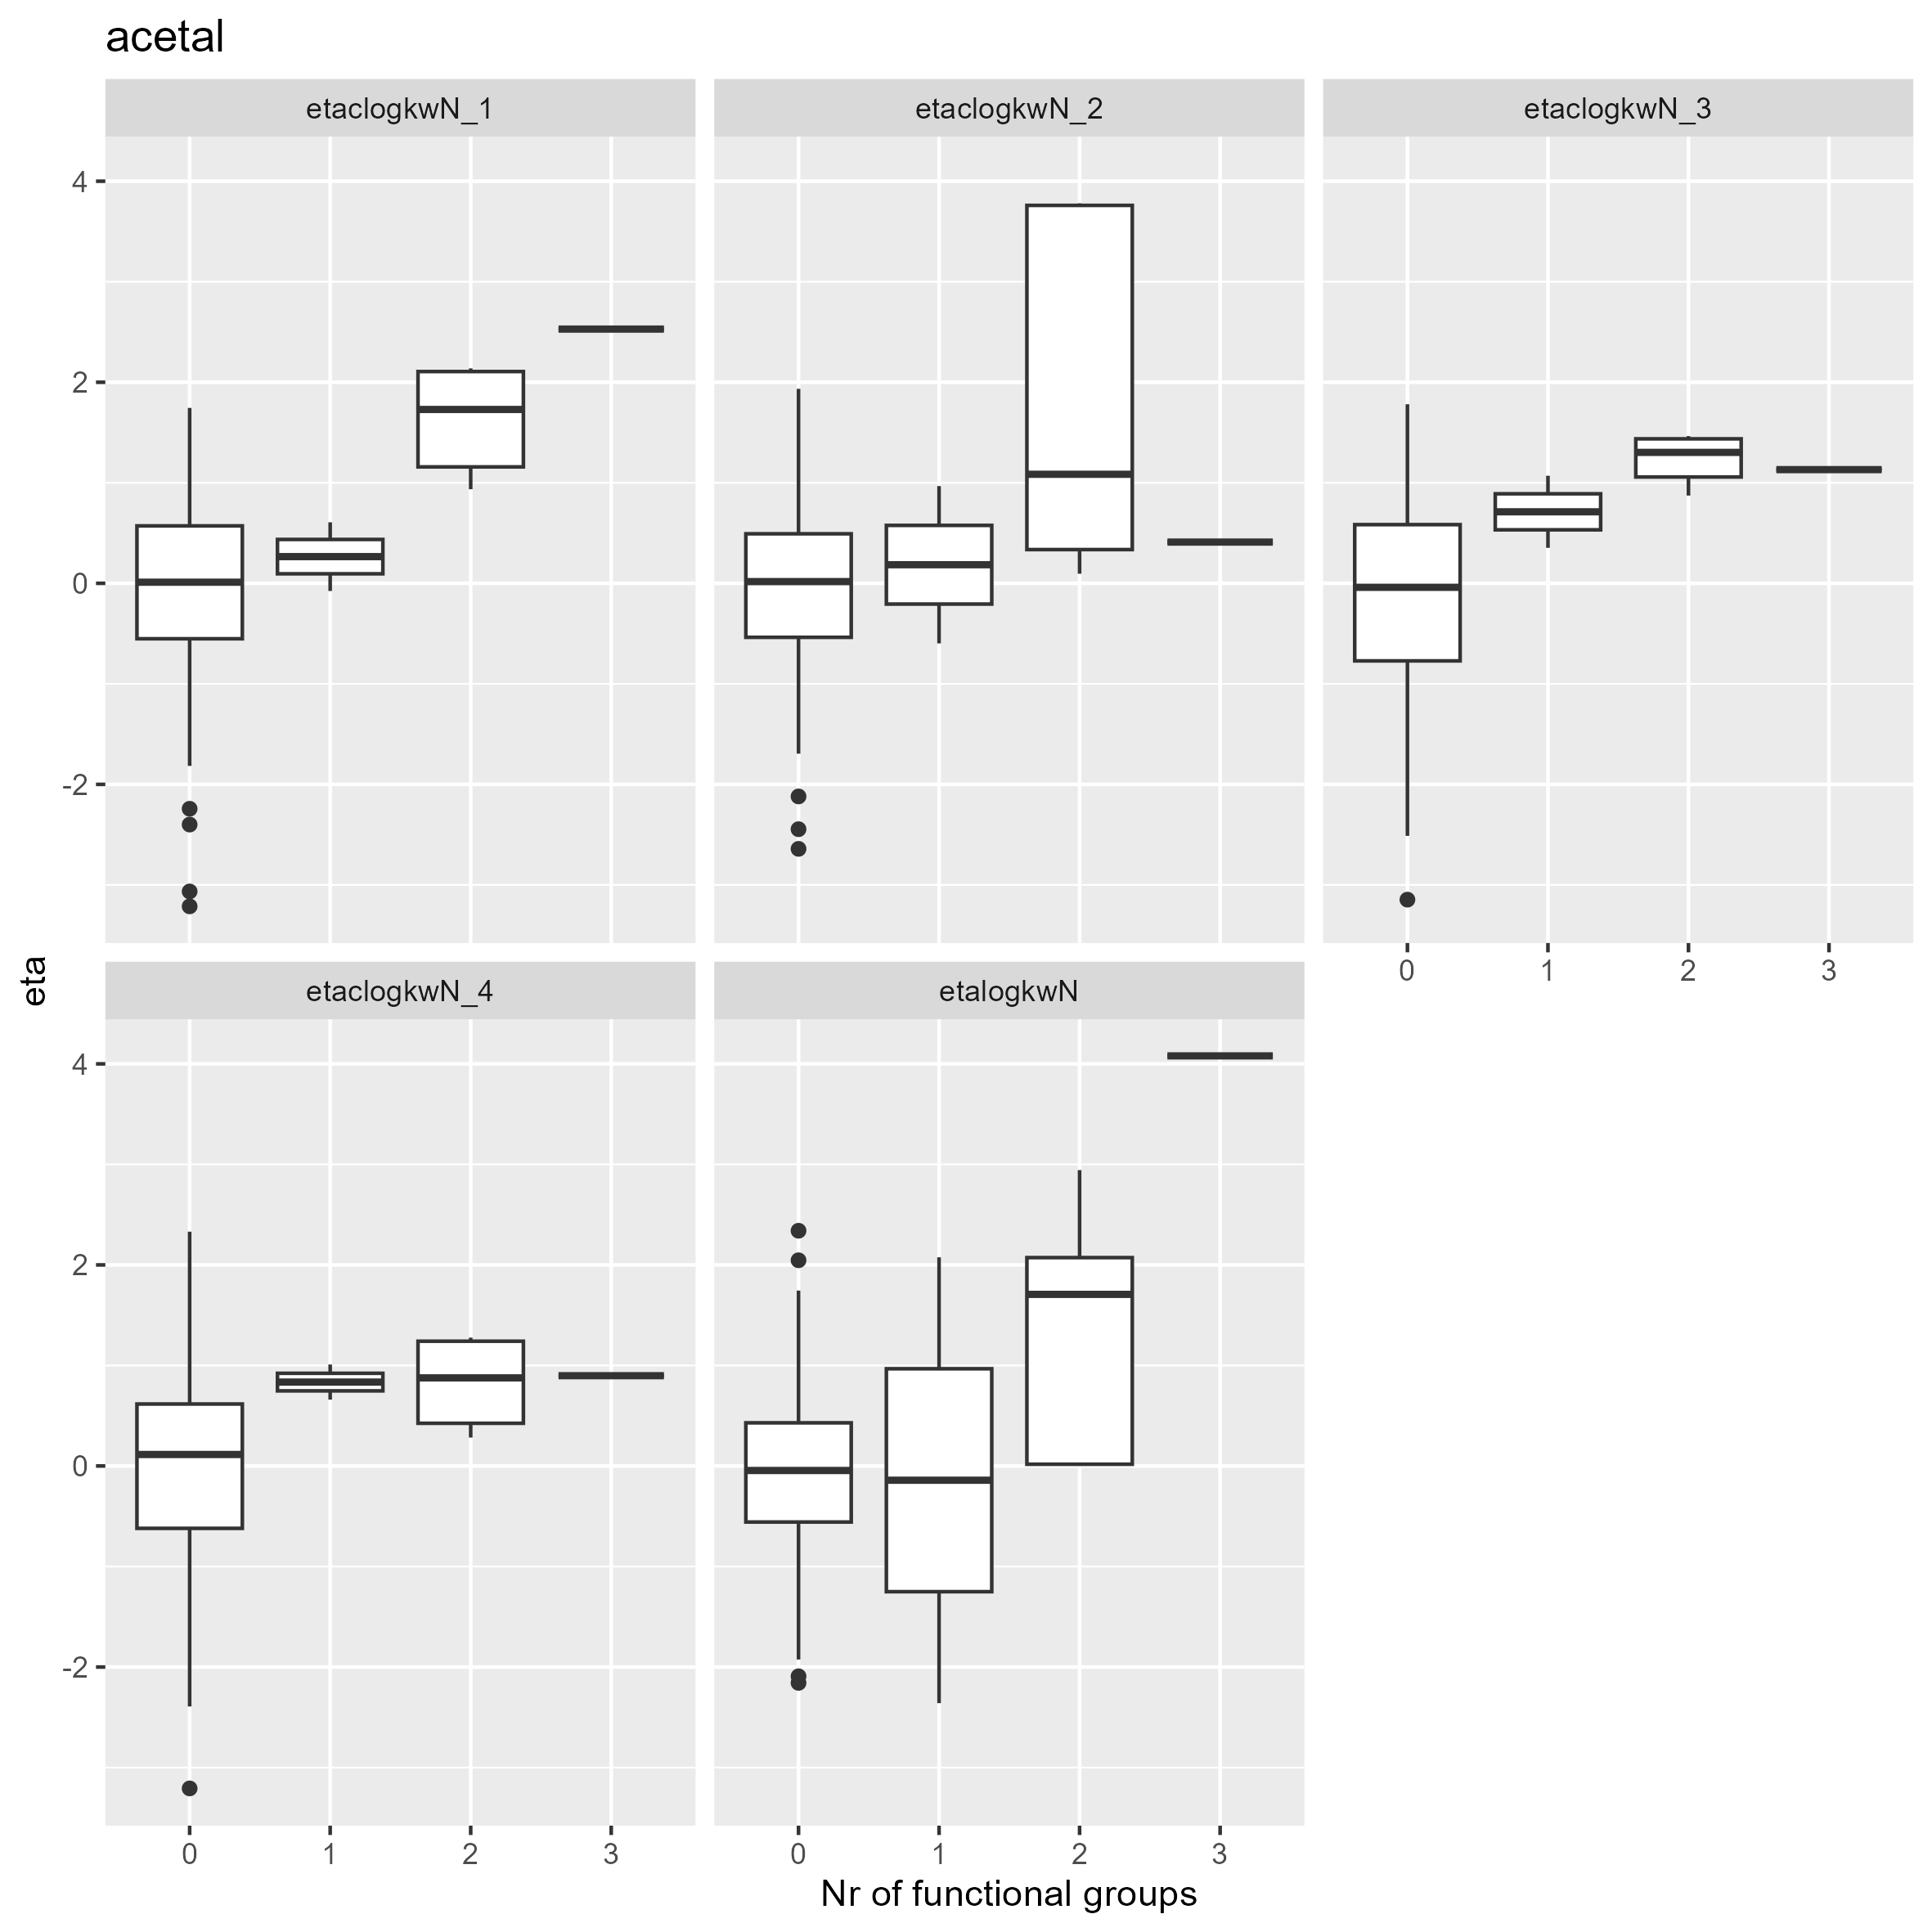 acetal
etaclogkwN_1
etaclogkwN_2
etaclogkwN_3
4
2
0
-2
0 1 2 3
eta
etaclogkwN_4
etalogkwN
4
2
0
-2
0 1 2 3
0 1 2 3
Nr of functional groups